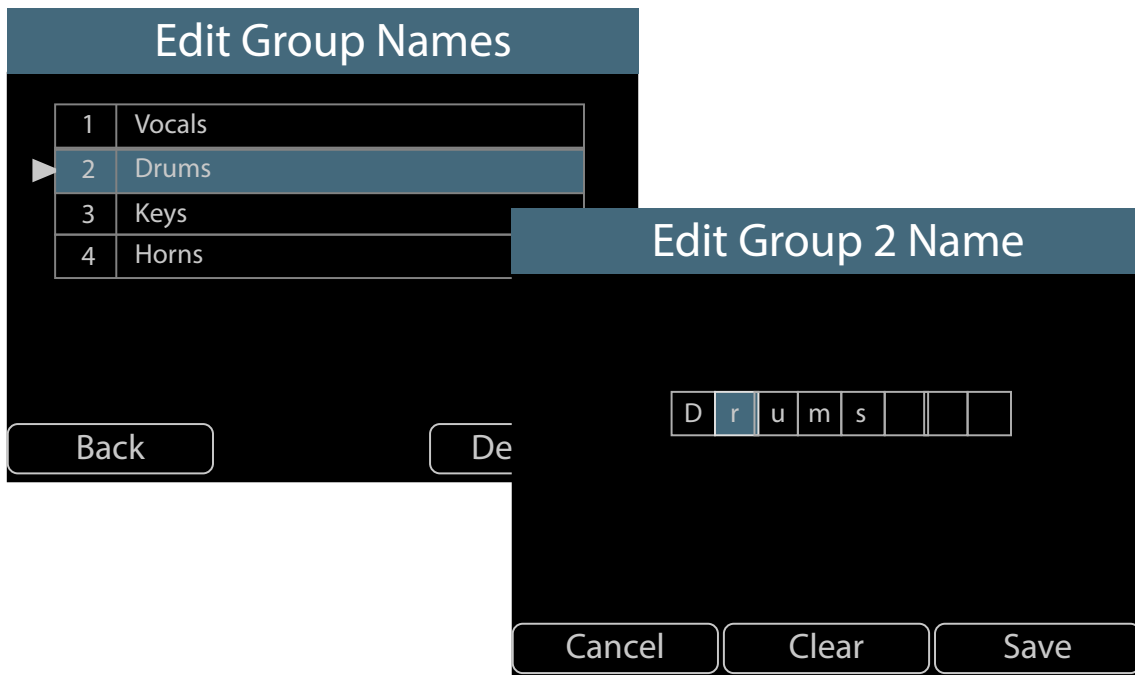 Edit Group Names
1 Vocals
2 Drums
3 Keys
4 Horns
Back De
Edit Group 2 Name
D r u m s
Cancel Clear Save